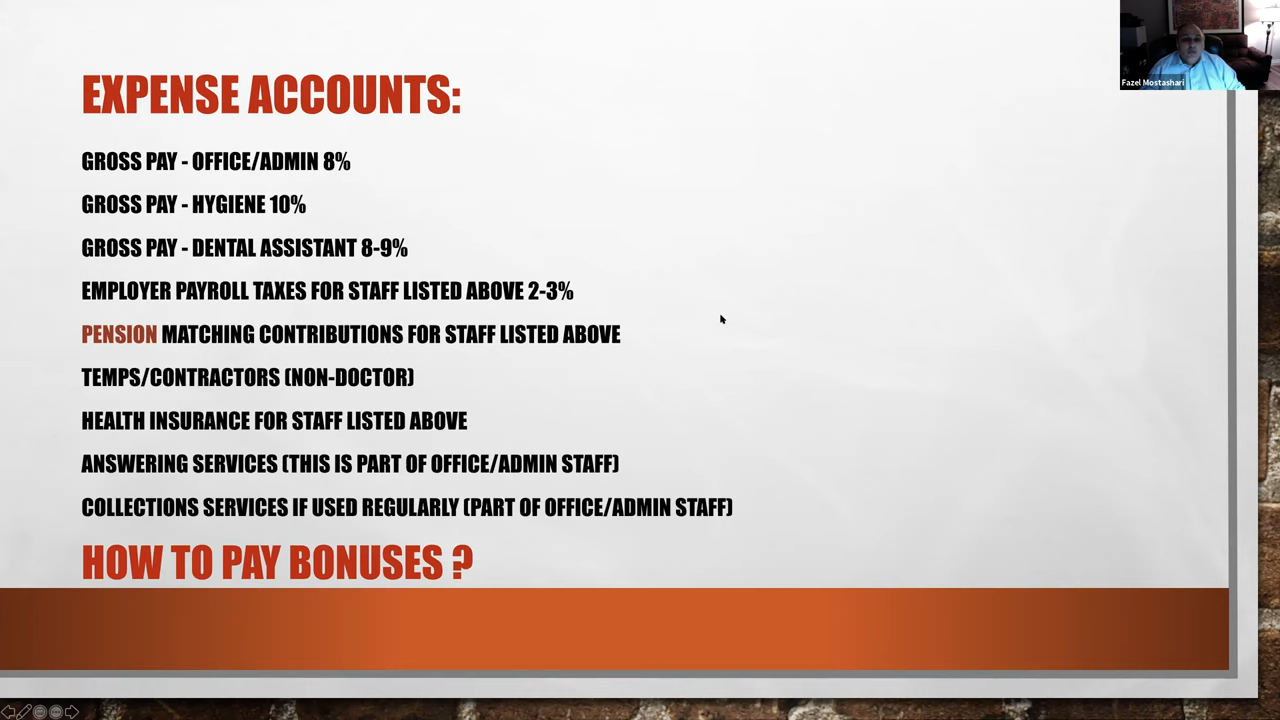 EXPENSE ACCOUNTS:
GROSS PAY - OFFICE/ADMIN 8%
GROSS PAY - HYGIENE 10%
GROSS PAY - DENTAL ASSISTANT 8-9%
EMPLOYER PAYROLL TAXES FOR STAFF LISTED ABOVE 2-3%
PENSION MATCHING CONTRIBUTIONS FOR STAFF LISTED ABOVE
TEMPS/CONTRACTORS (NON-DOCTOR)
HEALTH INSURANCE FOR STAFF LISTED ABOVE
ANSWERING SERVICES (THIS IS PART OF OFFICE/ADMIN STAFF)
COLLECTIONS SERVICES IF USED REGULARLY (PART OF OFFICE/ADMIN STAFF)
HOW TO PAY BONUSES ?
Fazel Mostashari